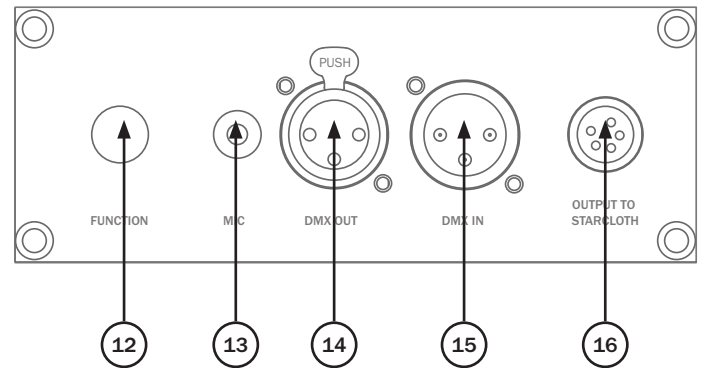 PUSH
FUNCTION
MIC
DMX OUT
DMX IN
OUTPUT TO
STARCLOTH
12
13
14
15
16